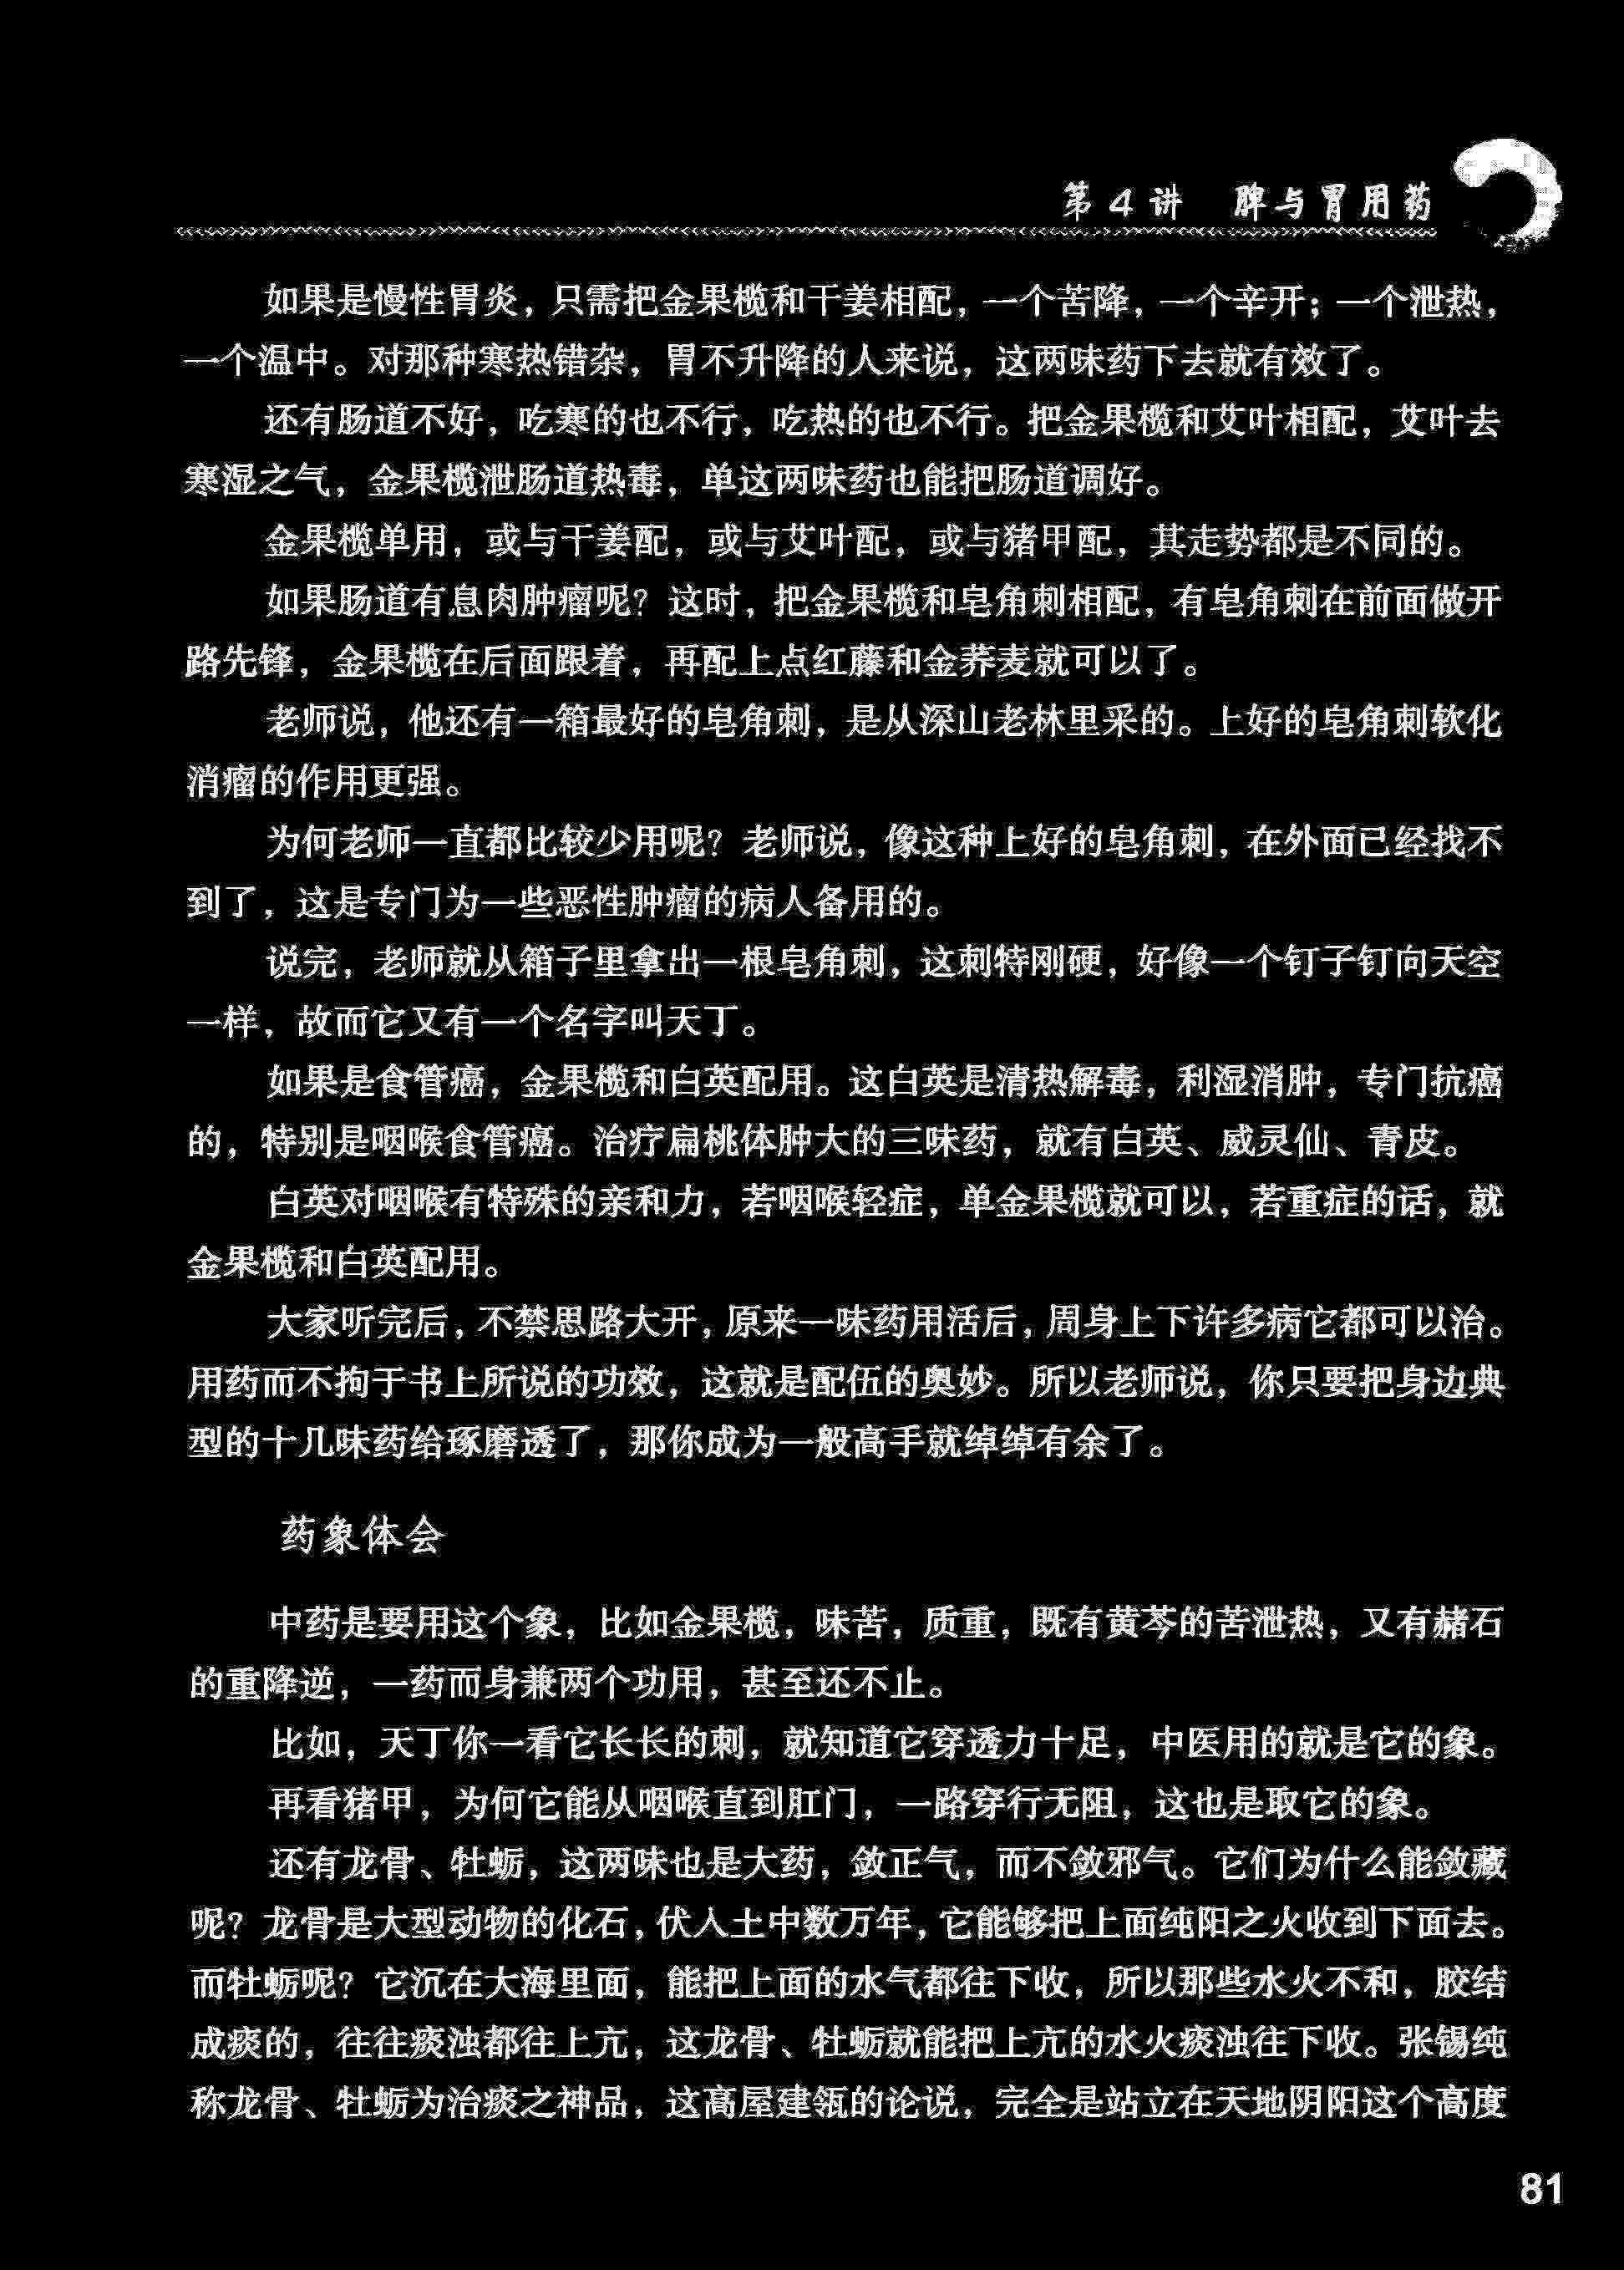 第4讲 脾与胃用药
如果是慢性胃炎，只需把金果榄和干姜相配，一个苦降，一个辛开；一个泄热，
一个温中。对那种寒热错杂，胃不升降的人来说，这两味药下去就有效了。
还有肠道不好，吃寒的也不行，吃热的也不行。把金果榄和艾叶相配，艾叶去
寒湿之气，金果榄泄肠道热毒，单这两味药也能把肠道调好。
金果榄单用，或与干姜配，或与艾叶配，或与猪甲配，其走势都是不同的。
如果肠道有息肉肿瘤呢？这时，把金果榄和皂角刺相配，有皂角刺在前面做开
路先锋，金果榄在后面跟着，再配上点红藤和金荞麦就可以了。
老师说，他还有一箱最好的皂角刺，是从深山老林里采的。上好的皂角刺软化
消瘤的作用更强。
为何老师一直都比较少用呢？老师说，像这种上好的皂角刺，在外面已经找不
到了，这是专门为一些恶性肿瘤的病人备用的。
说完，老师就从箱子里拿出一根皂角刺，这刺特刚硬，好像一个钉子钉向天空
一样，故而它又有一个名字叫天丁。
如果是食管癌，金果榄和白英配用。这白英是清热解毒，利湿消肿，专门抗癌
的，特别是咽喉食管癌。治疗扁桃体肿大的三味药，就有白英、威灵仙、青皮。
白英对咽喉有特殊的亲和力，若咽喉轻症，单金果榄就可以，若重症的话，就
金果榄和白英配用。
大家听完后，不禁思路大开，原来一味药用活后，周身上下许多病它都可以治。
用药而不拘于书上所说的功效，这就是配伍的奥妙。所以老师说，你只要把身边典
型的十几味药给琢磨透了，那你成为一般高手就绰绰有余了。
药象体会
中药是要用这个象，比如金果榄，味苦，质重，既有黄芩的苦泄热，又有赭石
的重降逆，一药而身兼两个功用，甚至还不止。
比如，天丁你一看它长长的刺，就知道它穿透力十足，中医用的就是它的象。
再看猪甲，为何它能从咽喉直到肛门，一路穿行无阻，这也是取它的象。
还有龙骨、牡蛎，这两味也是大药，敛正气，而不敛邪气。它们为什么能敛藏
呢？龙骨是大型动物的化石，伏入土中数万年，它能够把上面纯阳之火收到下面去。
而牡蛎呢？它沉在大海里面，能把上面的水气都往下收，所以那些水火不和，胶结
成痰的，往往痰浊都往上亢，这龙骨、牡蛎就能把上亢的水火痰浊往下收。张锡纯
称龙骨、牡蛎为治痰之神品，这高屋建瓴的论说，完全是站立在天地阴阳这个高度
81